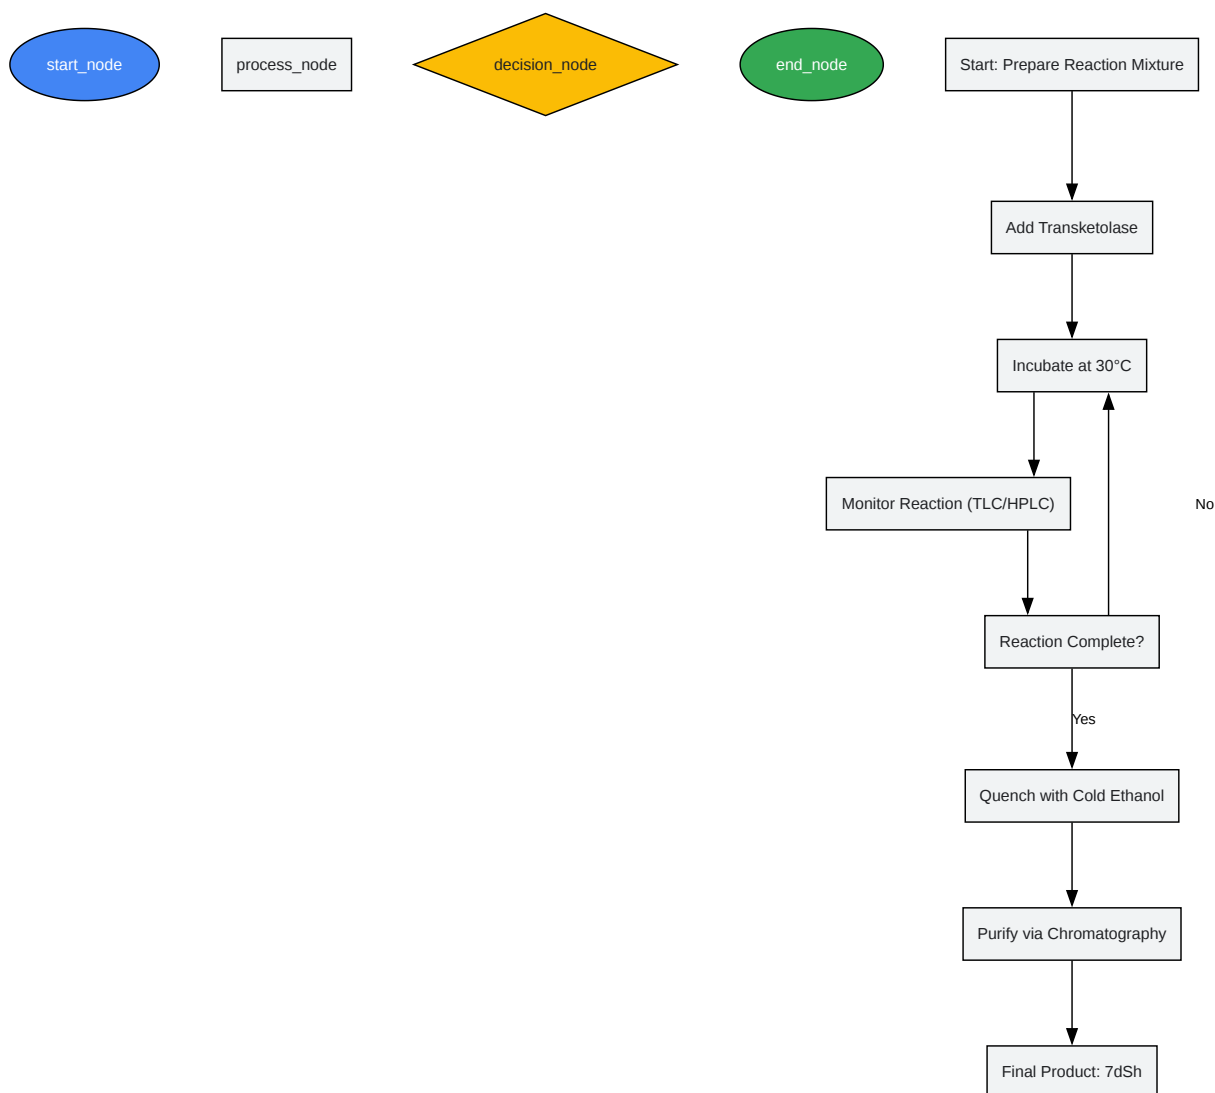 start_node
process_node
decision_node
end_node
Start: Prepare Reaction Mixture
Add Transketolase
Incubate at 30°C
Monitor Reaction (TLC/HPLC)
No
Reaction Complete?
Yes
Quench with Cold Ethanol
Purify via Chromatography
Final Product: 7dSh